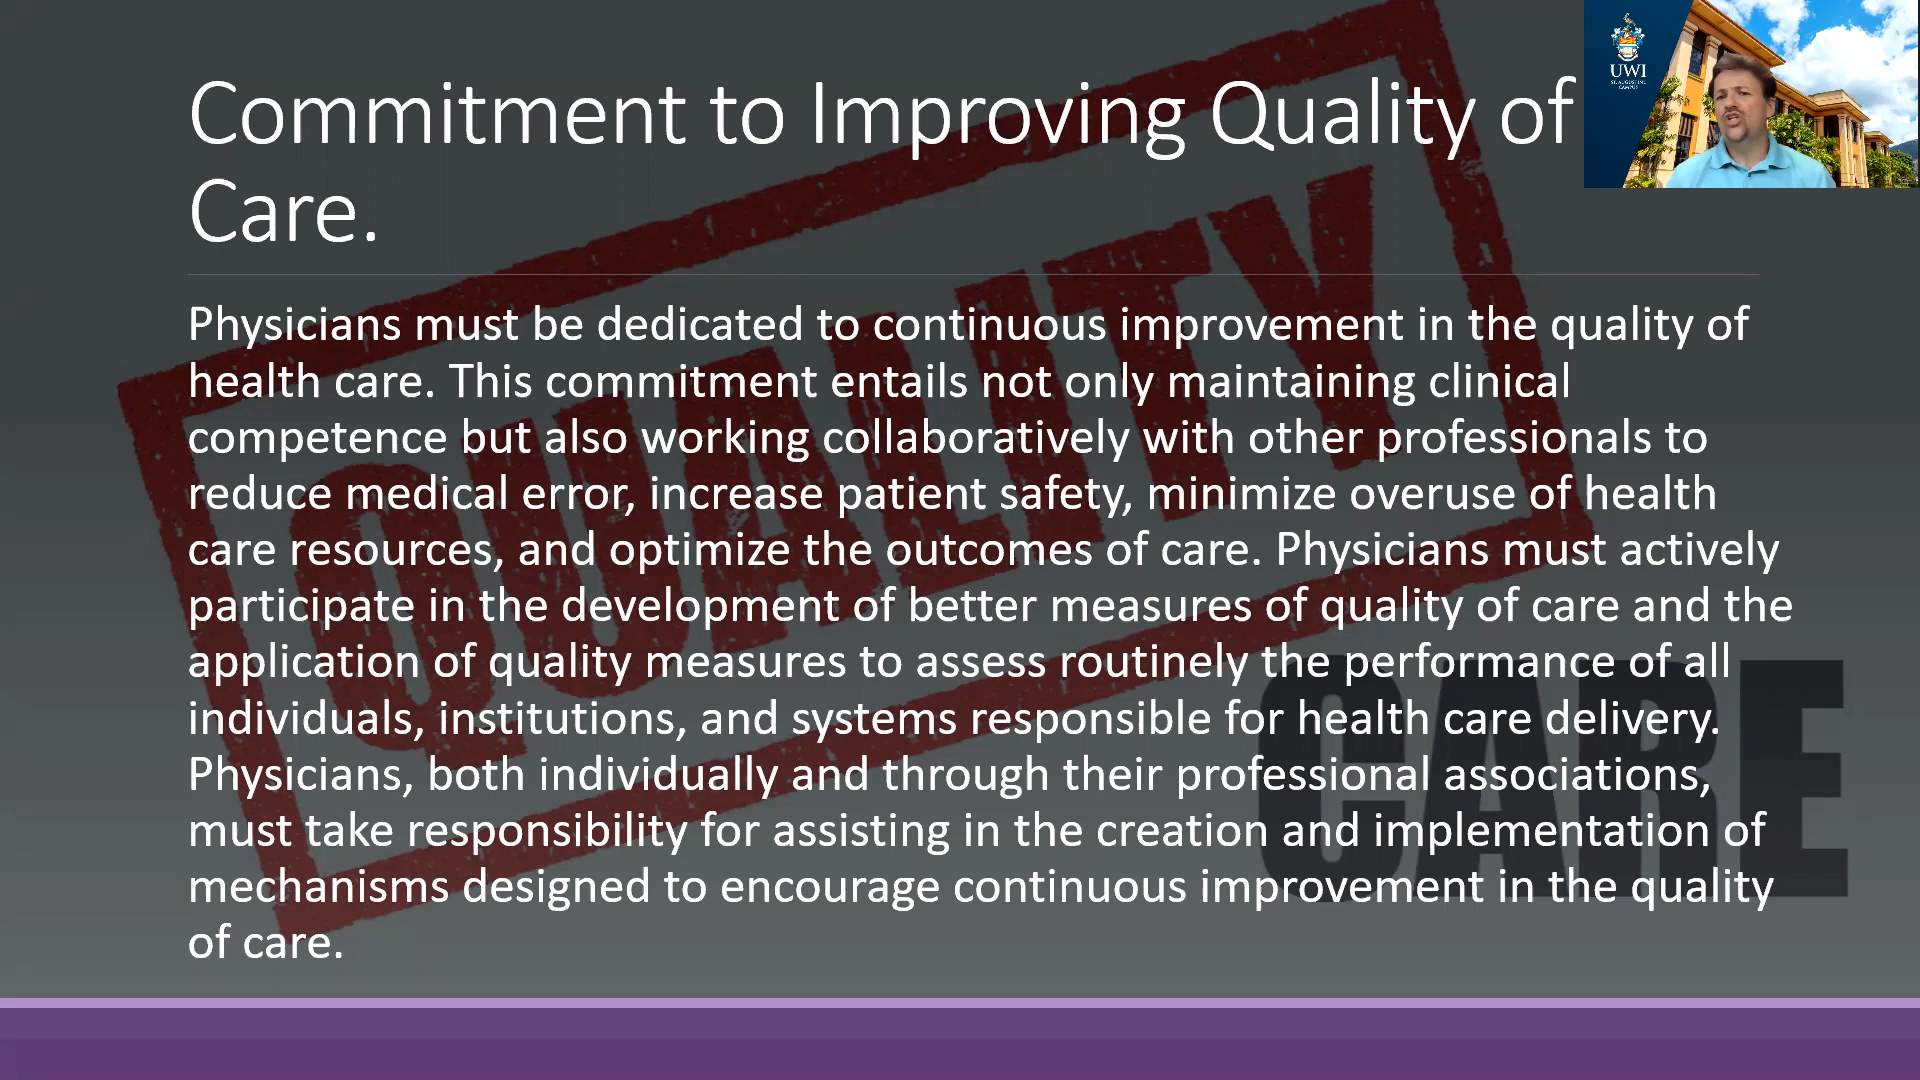 Commitment to Improving Quality of
Care.
UWI
ST. AUGUSTINE
CAMPUS
Physicians must be dedicated to continuous improvement in the quality of
health care. This commitment entails not only maintaining clinical
competence but also working collaboratively with other professionals to
reduce medical error, increase patient safety, minimize overuse of health
care resources, and optimize the outcomes of care. Physicians must actively
participate in the development of better measures of quality of care and the
application of quality measures to assess routinely the performance of all
individuals, institutions, and systems responsible for health care delivery.
Physicians, both individually and through their professional associations,
must take responsibility for assisting in the creation and implementation of
mechanisms designed to encourage continuous improvement in the quality
of care.
QUALITY
CARE